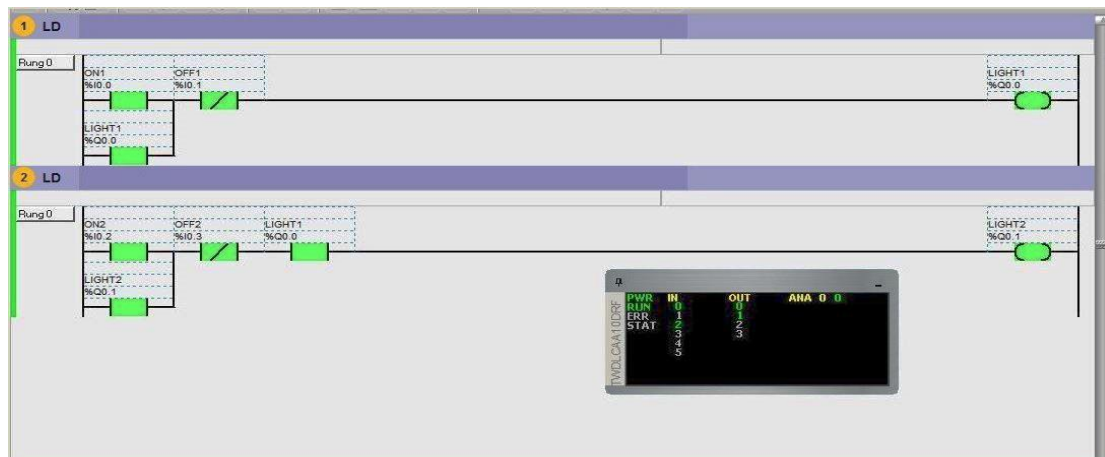 1 LD
Rung 0
ON1 OFF1 LIGHT1
%I0.0 %I0.1 %Q0.0
LIGHT1
%Q0.0
2 LD
Rung 0
ON2 OFF2 LIGHT1 LIGHT2
%I0.2 %I0.3 %Q0.0 %Q0.1
LIGHT2
%Q0.1
TWDLCAA10DRF
PWR IN OUT ANA 0 0
RUN 0 0
ERR 1 1
STAT 2 2
3 3
4
5